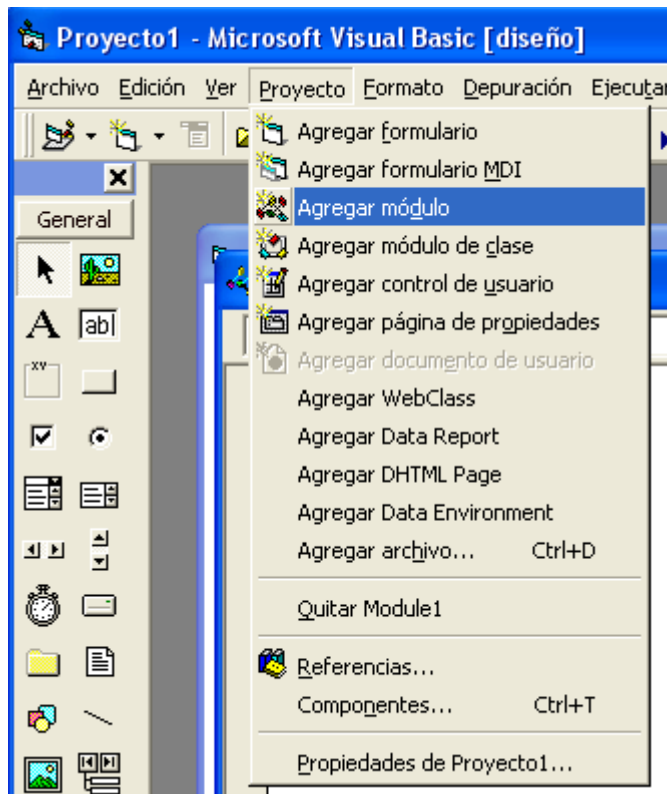 Proyecto1 - Microsoft Visual Basic [diseño]
Archivo Edición Ver Proyecto Formato Depuración Ejecutar
General
Agregar formulario
Agregar formulario MDI
Agregar módulo
Agregar módulo de clase
Agregar control de usuario
Agregar página de propiedades
Agregar documento de usuario
Agregar WebClass
Agregar Data Report
Agregar DHTML Page
Agregar Data Environment
Agregar archivo... Ctrl+D
Quitar Module1
Referencias...
Componentes... Ctrl+T
Propiedades de Proyecto1...
A
ab
XY